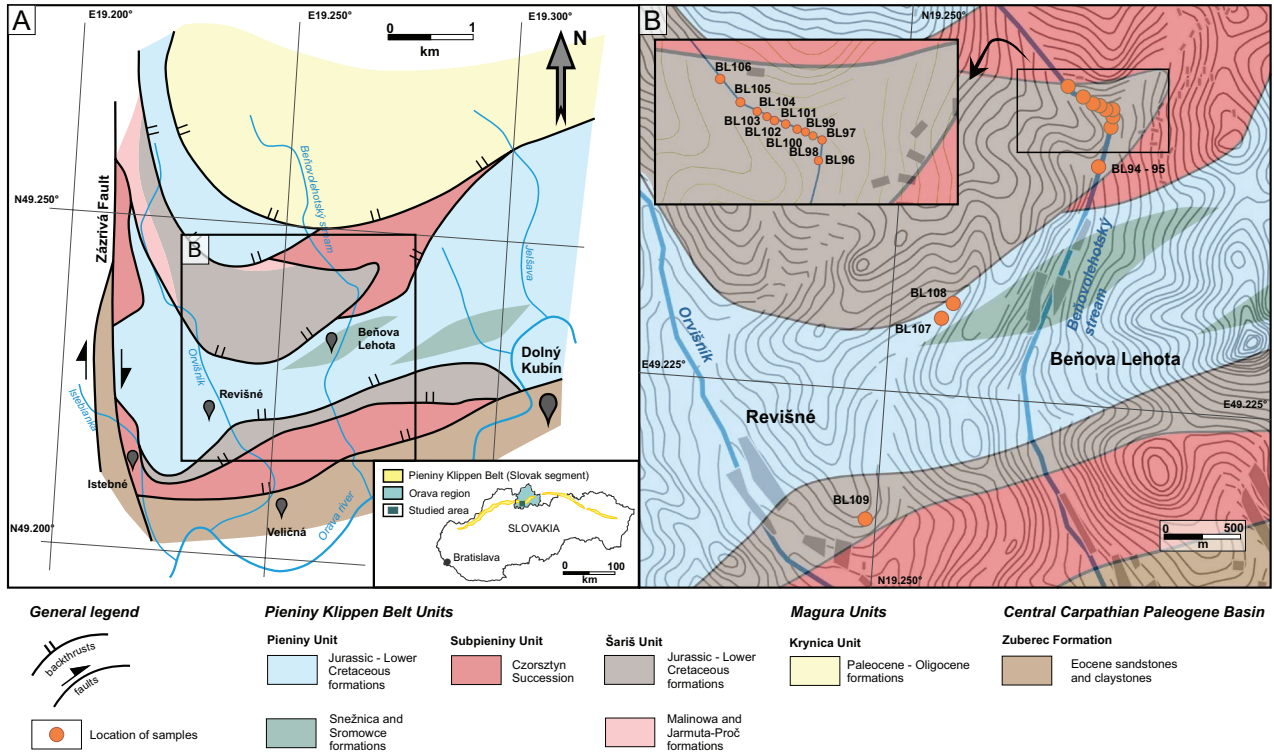 A
E19.200°
E19.250°
E19.300°
0 1
km
N
Beňovolehotský stream
N49.250°
N49.250°
Zázrivá Fault
B
Jelšava
Orvišník
Beňova
Lehota
Dolný
Kubín
Revišné
Istebianka
Istebné
Veličná
Orava river
N49.200°
Pieniny Klippen Belt (Slovak segment)
Orava region
Studied area
SLOVAKIA
Bratislava
0 100
km
B
N19.250°
BL106
BL105
BL104
BL103
BL101
BL102
BL99
BL100
BL97
BL98
BL96
BL94 - 95
BL108
BL107
Orvišník
Beňovolehotský
stream
E49.225°
Beňova Lehota
E49.225°
Revišné
BL109
0 500
m
N19.250°
General legend
backthrusts
faults
Location of samples
Pieniny Klippen Belt Units
Pieniny Unit
Jurassic - Lower
Cretaceous
formations
Snežnica and
Sromowce
formations
Subpieniny Unit
Czorsztyn
Succession
Šariš Unit
Jurassic - Lower
Cretaceous
formations
Malinowa and
Jarmuta-Proč
formations
Magura Units
Krynica Unit
Paleocene - Oligocene
formations
Central Carpathian Paleogene Basin
Zuberec Formation
Eocene sandstones
and claystones